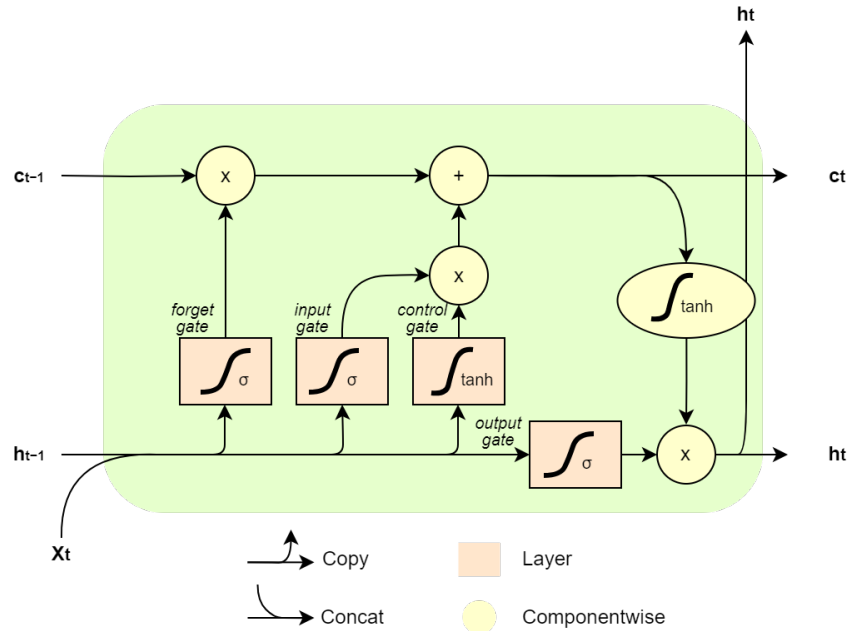 ht
ct-1
x
+
ct
x
tanh
forget
gate
input
gate
control
gate
σ
σ
tanh
output
gate
ht-1
σ
x
ht
Xt
Copy
Layer
Concat
Componentwise